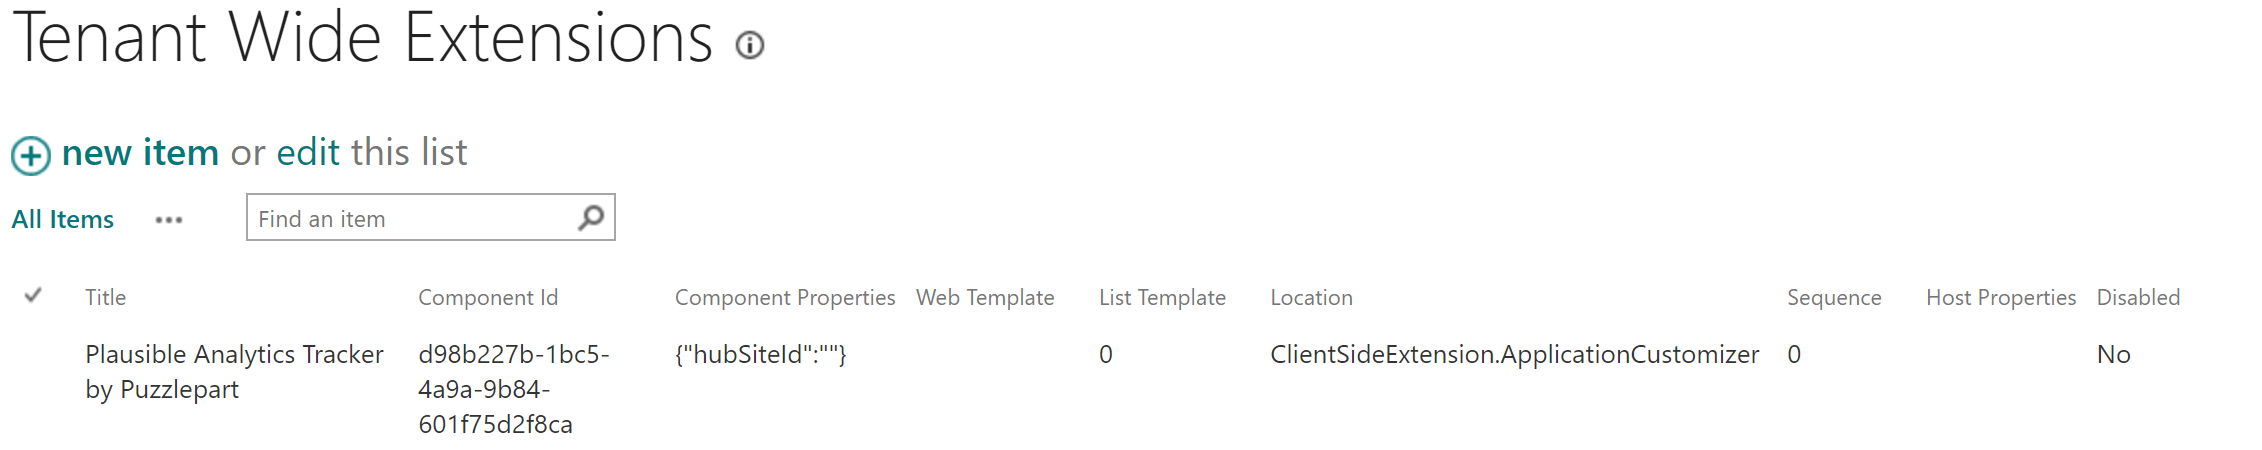 Tenant Wide Extensions
new item or edit this list
All Items ••• Find an item
Title Component Id Component Properties Web Template List Template Location Sequence Host Properties Disabled
Plausible Analytics Tracker d98b227b-1bc5- {"hubSiteId":""} 0 ClientSideExtension.ApplicationCustomizer 0 No
by Puzzlepart 4a9a-9b84-
601f75d2f8ca